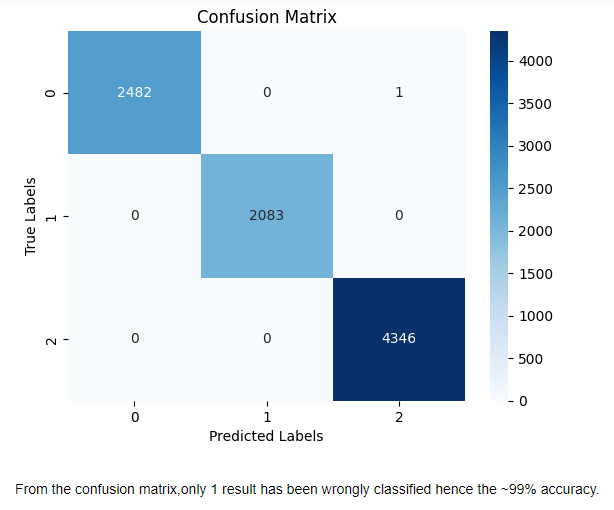 Confusion Matrix
0 2482 0 1
1 0 2083 0
2 0 0 4346
0 1 2
True Labels
Predicted Labels
4000
3500
3000
2500
2000
1500
1000
500
0
From the confusion matrix,only 1 result has been wrongly classified hence the ~99% accuracy.